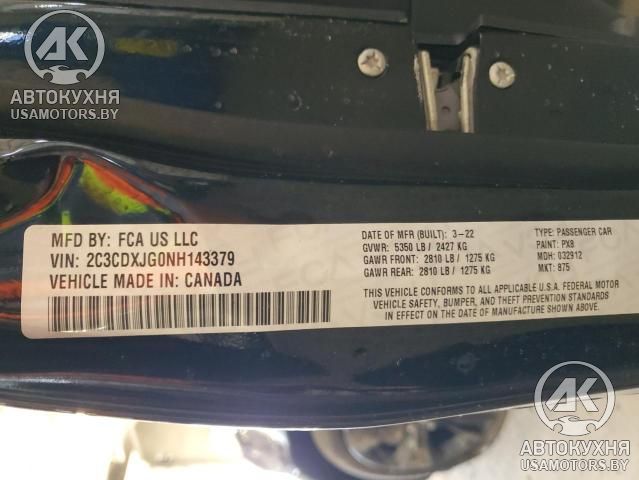 АК
АВТОКУХНЯ
USAMOTORS.BY
MFD BY: FCA US LLC
VIN: 2C3CDXJG0NH143379
VEHICLE MADE IN: CANADA
DATE OF MFR (BUILT): 3-22
GVWR: 5350 LB / 2427 KG
GAWR FRONT: 2810 LB / 1275 KG
GAWR REAR: 2810 LB / 1275 KG
TYPE: PASSENGER CAR
PAINT: PX8
MDH: 032912
MKT: 875
THIS VEHICLE CONFORMS TO ALL APPLICABLE U.S.A. FEDERAL MOTOR
VEHICLE SAFETY, BUMPER, AND THEFT PREVENTION STANDARDS
IN EFFECT ON THE DATE OF MANUFACTURE SHOWN ABOVE.
АК
АВТОКУХНЯ
USAMOTORS.BY